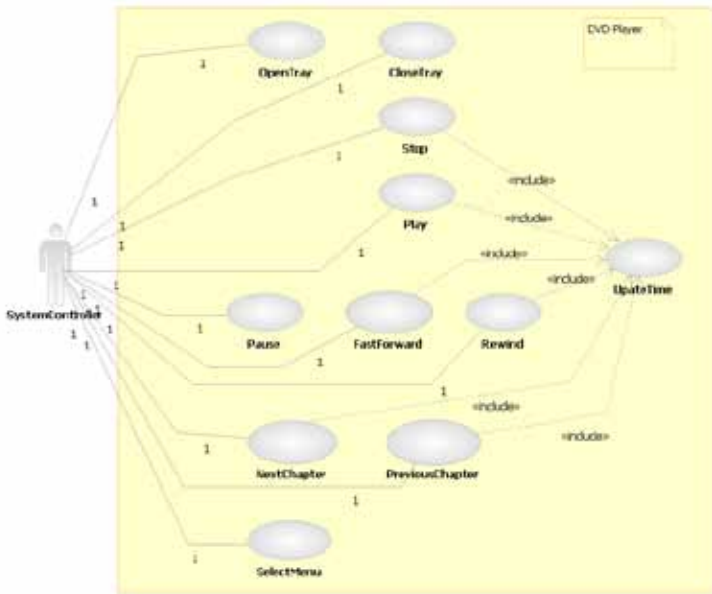 DVD Player
OpenTray
CloseTray
1
1
Stop
1
«include»
1
1
1
Play
«include»
1
«include»
UpateTime
«include»
SystemController
1
1
1
1
1
1
1
Pause
1
FastForward
Rewind
1
«include»
«include»
1
NextChapter
PreviousChapter
1
1
SelectMenu